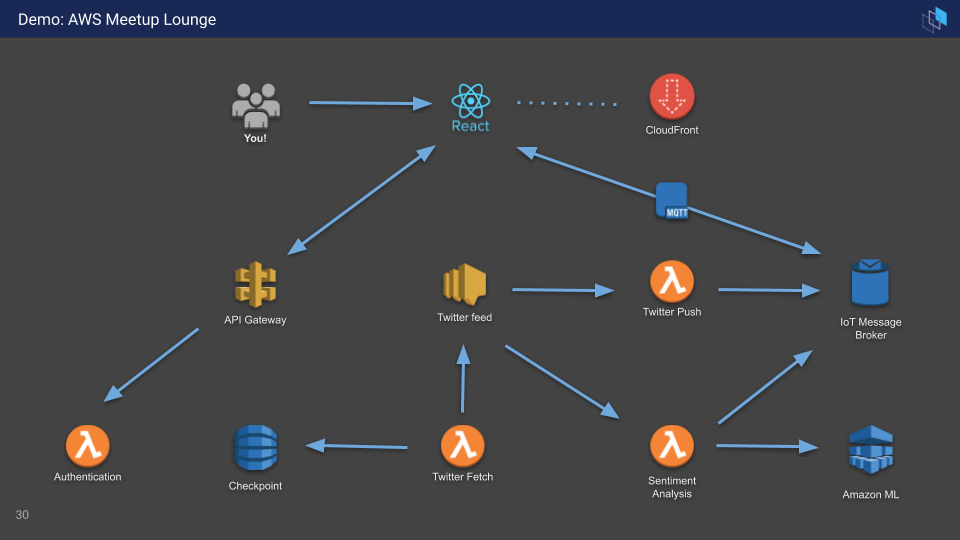 Demo: AWS Meetup Lounge
You!
React
CloudFront
MQTT
API Gateway
Twitter feed
Twitter Push
IoT Message
Broker
Authentication
Checkpoint
Twitter Fetch
Sentiment
Analysis
Amazon ML
30